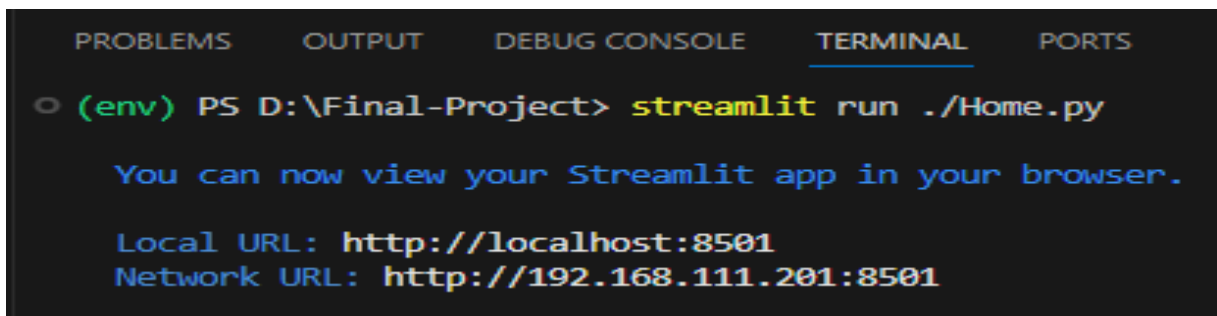 PROBLEMS OUTPUT DEBUG CONSOLE TERMINAL PORTS
(env) PS D:\Final-Project> streamlit run ./Home.py
You can now view your Streamlit app in your browser.
Local URL: http://localhost:8501
Network URL: http://192.168.111.201:8501